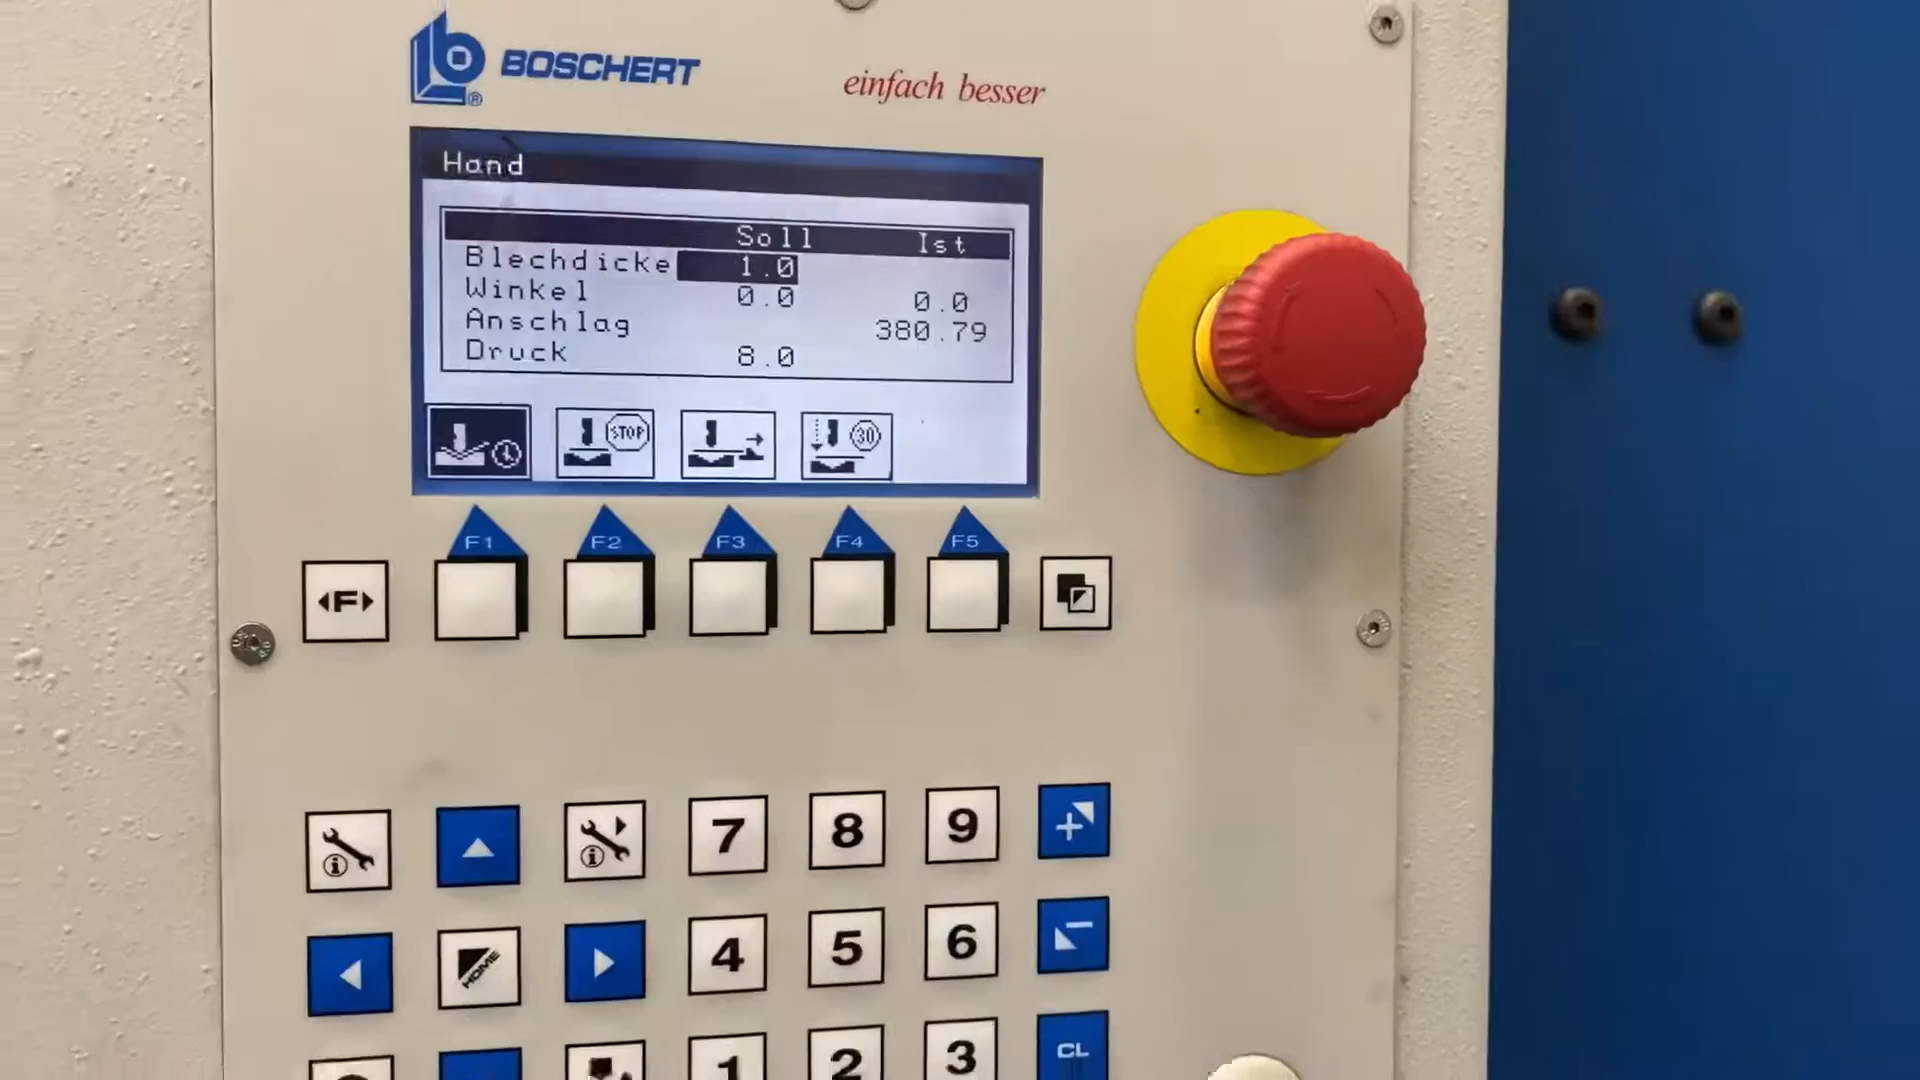 BOSCHERT
einfach besser
Hand
Soll Ist
Blechdicke 1.0
Winkel 0.0 0.0
Anschlag 380.79
Druck 8.0
STOP
30
F1 F2 F3 F4 F5
F
7 8 9 +
HOME 4 5 6 -
1 2 3 CL